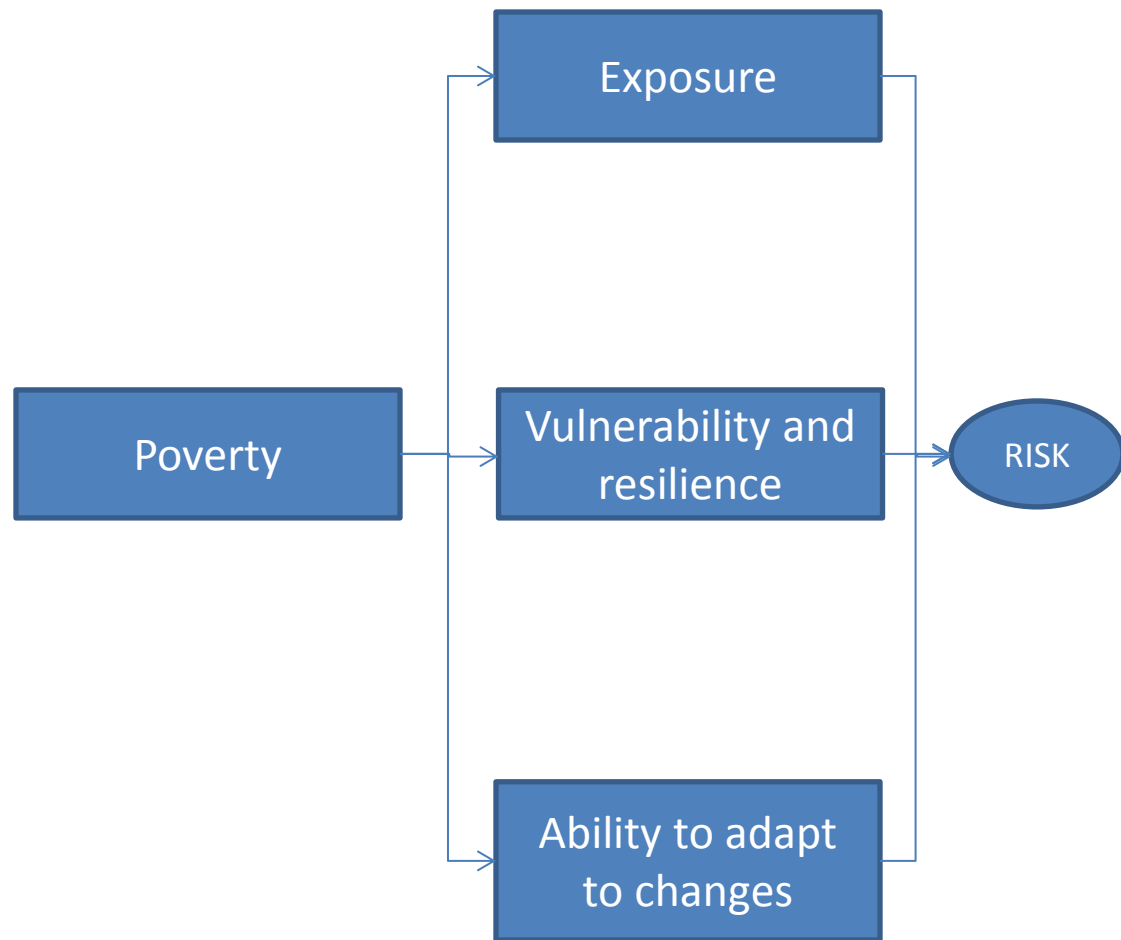 Exposure
Poverty
Vulnerability and
resilience
RISK
Ability to adapt
to changes